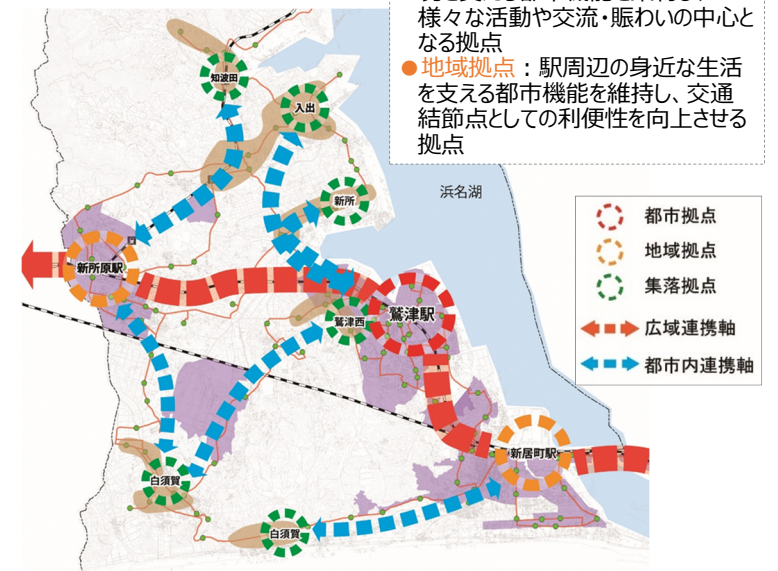 様々な活動や交流・賑わいの中心と
なる拠点
●地域拠点：駅周辺の身近な生活
を支える都市機能を維持し、交通
結節点としての利便性を向上させる
拠点
知波田
入出
新所
浜名湖
新所原駅
鷲津西
鷲津駅
新居町駅
白須賀
白須賀
都市拠点
地域拠点
集落拠点
広域連携軸
都市内連携軸